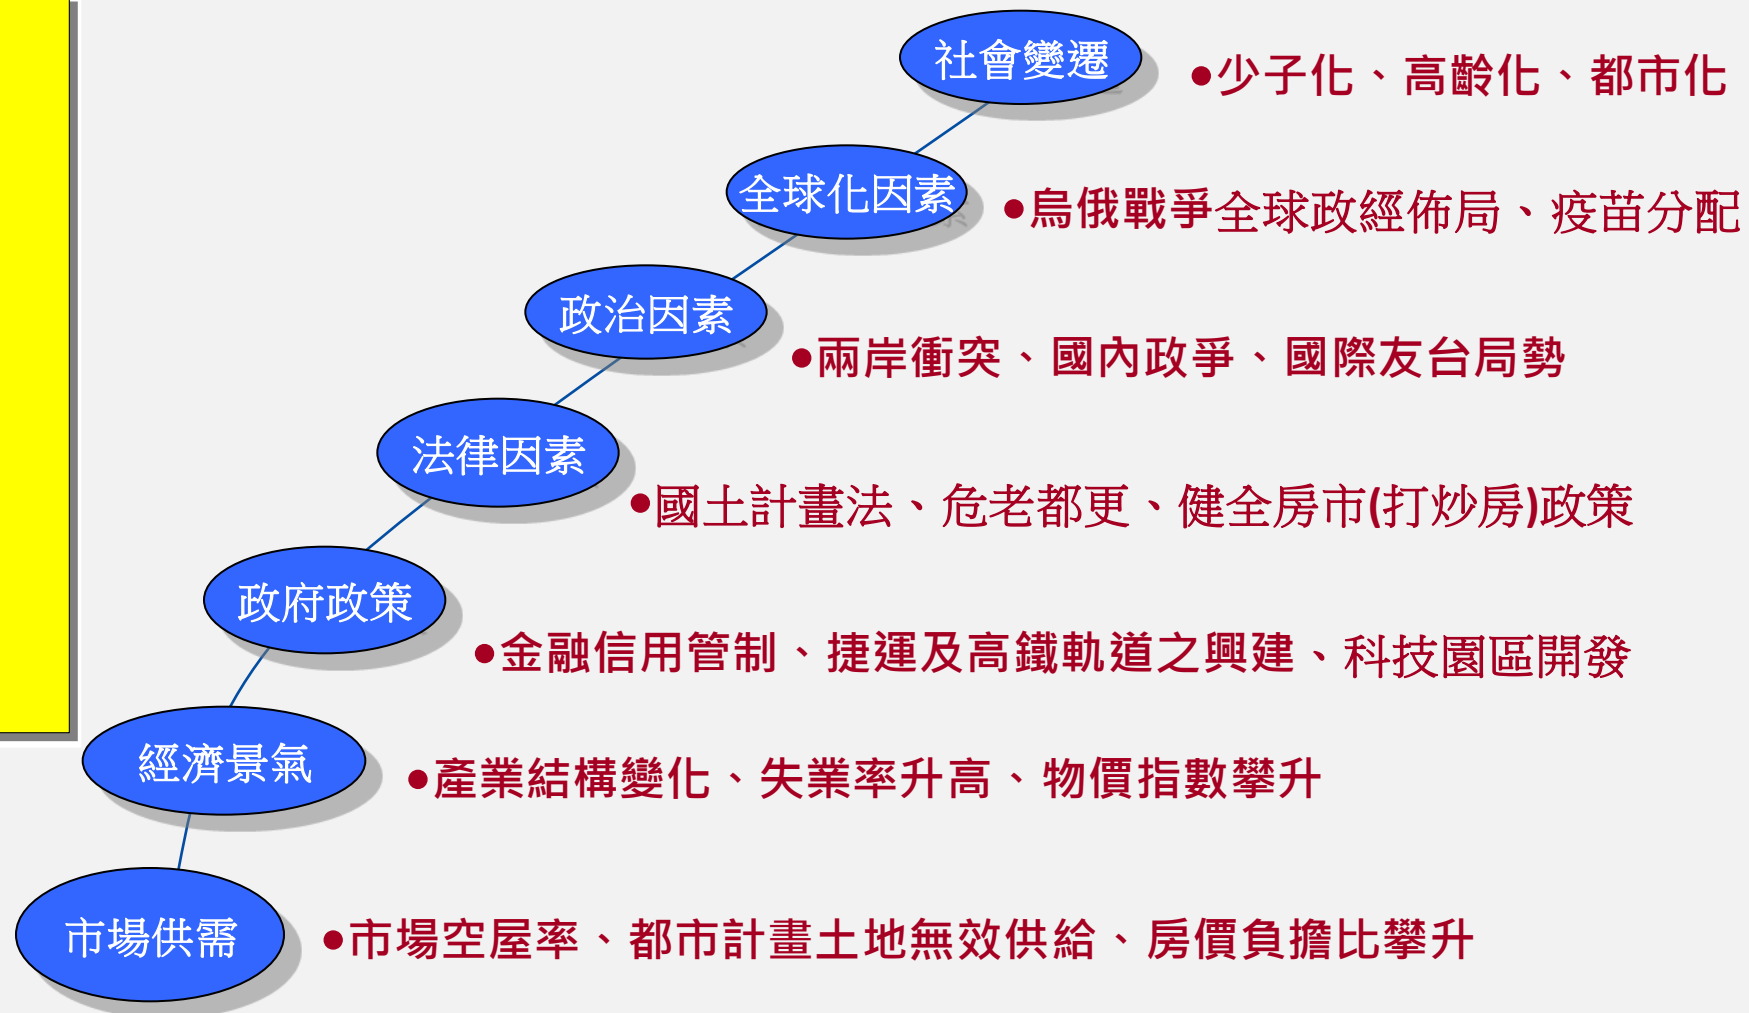 社會變遷
•少子化、高齡化、都市化
全球化因素
•烏俄戰爭全球政經佈局、疫苗分配
政治因素
•兩岸衝突、國內政爭、國際友台局勢
法律因素
•國土計畫法、危老都更、健全房市(打炒房)政策
政府政策
•金融信用管制、捷運及高鐵軌道之興建、科技園區開發
經濟景氣
•產業結構變化、失業率升高、物價指數攀升
市場供需
•市場空屋率、都市計畫土地無效供給、房價負擔比攀升